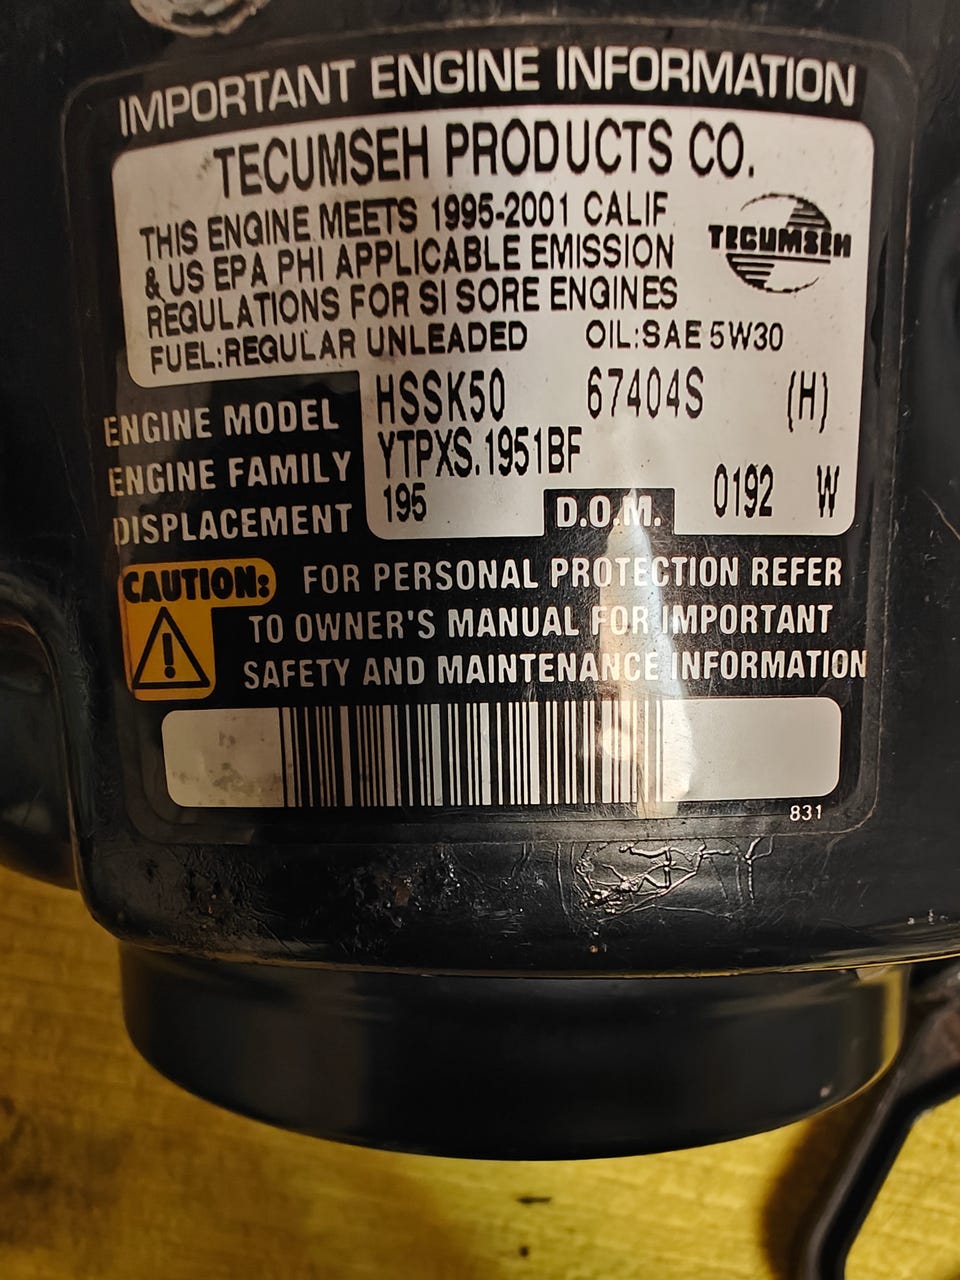 IMPORTANT ENGINE INFORMATION
TECUMSEH PRODUCTS CO.
THIS ENGINE MEETS 1995-2001 CALIF
& US EPA PHI APPLICABLE EMISSION
REGULATIONS FOR SI SORE ENGINES
TECUMSEH
FUEL:REGULAR UNLEADED OIL:SAE 5W30
ENGINE MODEL HSSK50 67404S (H)
ENGINE FAMILY YTPXS.1951BF
DISPLACEMENT 195 D.O.M. 0192 W
CAUTION: FOR PERSONAL PROTECTION REFER
TO OWNER'S MANUAL FOR IMPORTANT
SAFETY AND MAINTENANCE INFORMATION
831